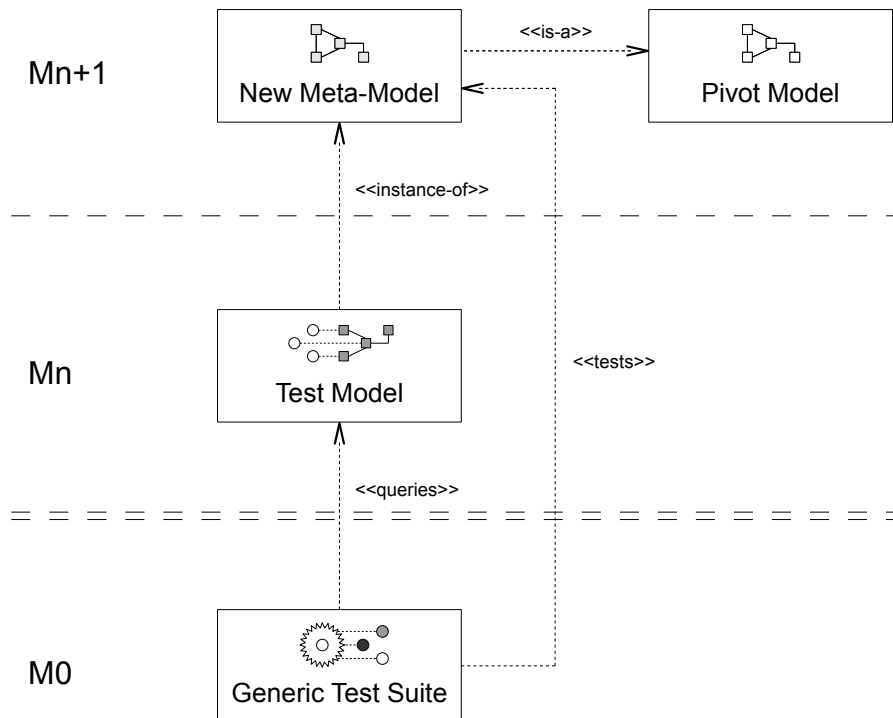 <<is-a>>
Mn+1
New Meta-Model
Pivot Model
<<instance-of>>
Mn
<<tests>>
Test Model
<<queries>>
M0
Generic Test Suite